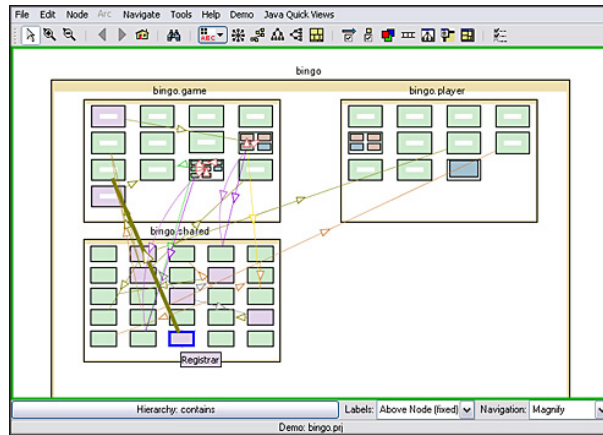 File Edit Node Arc Navigate Tools Help Demo Java Quick Views
ABC
bingo
bingo.game bingo.player
bingo.shared
Registrar
Hierarchy: contains Labels: Above Node (fixed) Navigation: Magnify
Demo: bingo.prj